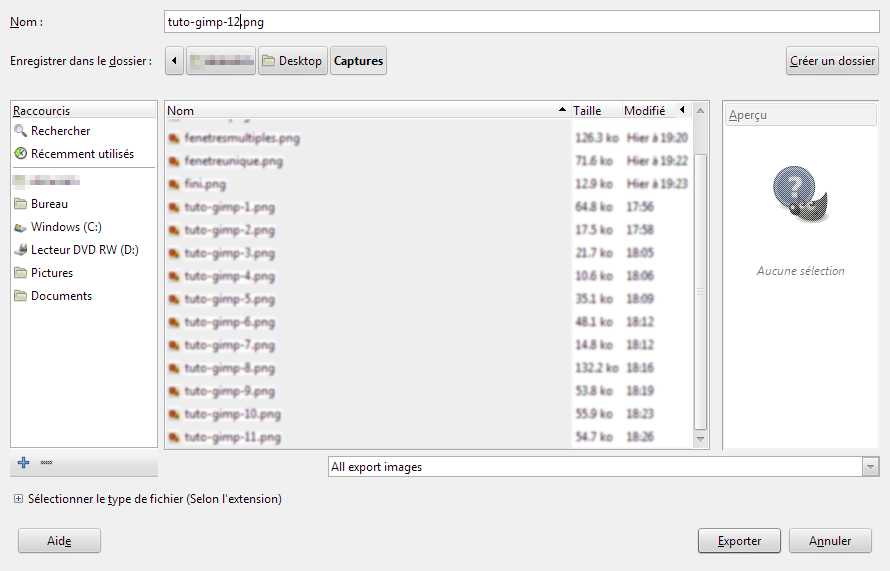 Nom :
tuto-gimp-12.png
Enregistrer dans le dossier :
Desktop
Captures
Créer un dossier
Raccourcis
Rechercher
Récemment utilisés
Bureau
Windows (C:)
Lecteur DVD RW (D:)
Pictures
Documents
Nom Taille Modifié
fenetresmultiples.png 126.3 ko Hier à 19:20
fenetreunique.png 71.6 ko Hier à 19:22
fini.png 12.9 ko Hier à 19:23
tuto-gimp-1.png 64.8 ko 17:56
tuto-gimp-2.png 17.5 ko 17:58
tuto-gimp-3.png 21.7 ko 18:05
tuto-gimp-4.png 10.6 ko 18:06
tuto-gimp-5.png 35.1 ko 18:09
tuto-gimp-6.png 48.1 ko 18:12
tuto-gimp-7.png 14.8 ko 18:12
tuto-gimp-8.png 132.2 ko 18:16
tuto-gimp-9.png 53.8 ko 18:19
tuto-gimp-10.png 55.9 ko 18:23
tuto-gimp-11.png 54.7 ko 18:26
Aperçu
Aucune sélection
All export images
Sélectionner le type de fichier (Selon l'extension)
Aide
Exporter
Annuler